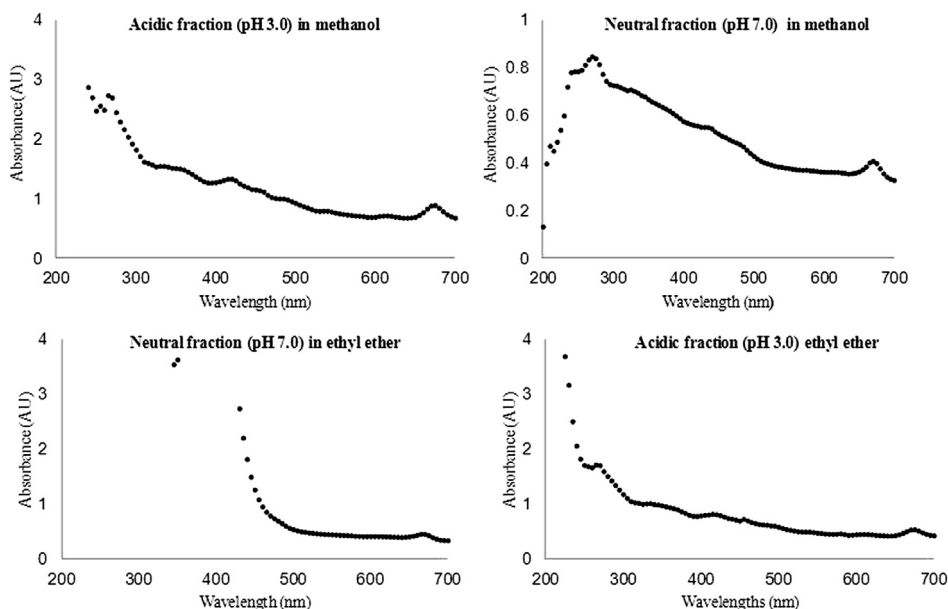 Acidic fraction (pH 3.0) in methanol
Absorbance(AU)
4
3
2
1
0
200 300 400 500 600 700
Wavelength (nm)
Neutral fraction (pH 7.0) in methanol
Absorbance (AU)
1
0.8
0.6
0.4
0.2
0
200 300 400 500 600 700
Wavelength (nm)
Neutral fraction (pH 7.0) in ethyl ether
Absorbance (AU)
4
3
2
1
0
200 300 400 500 600 700
Wavelength (nm)
Acidic fraction (pH 3.0) ethyl ether
Absorbance (AU)
4
3
2
1
0
200 300 400 500 600 700
Wavelengths (nm)